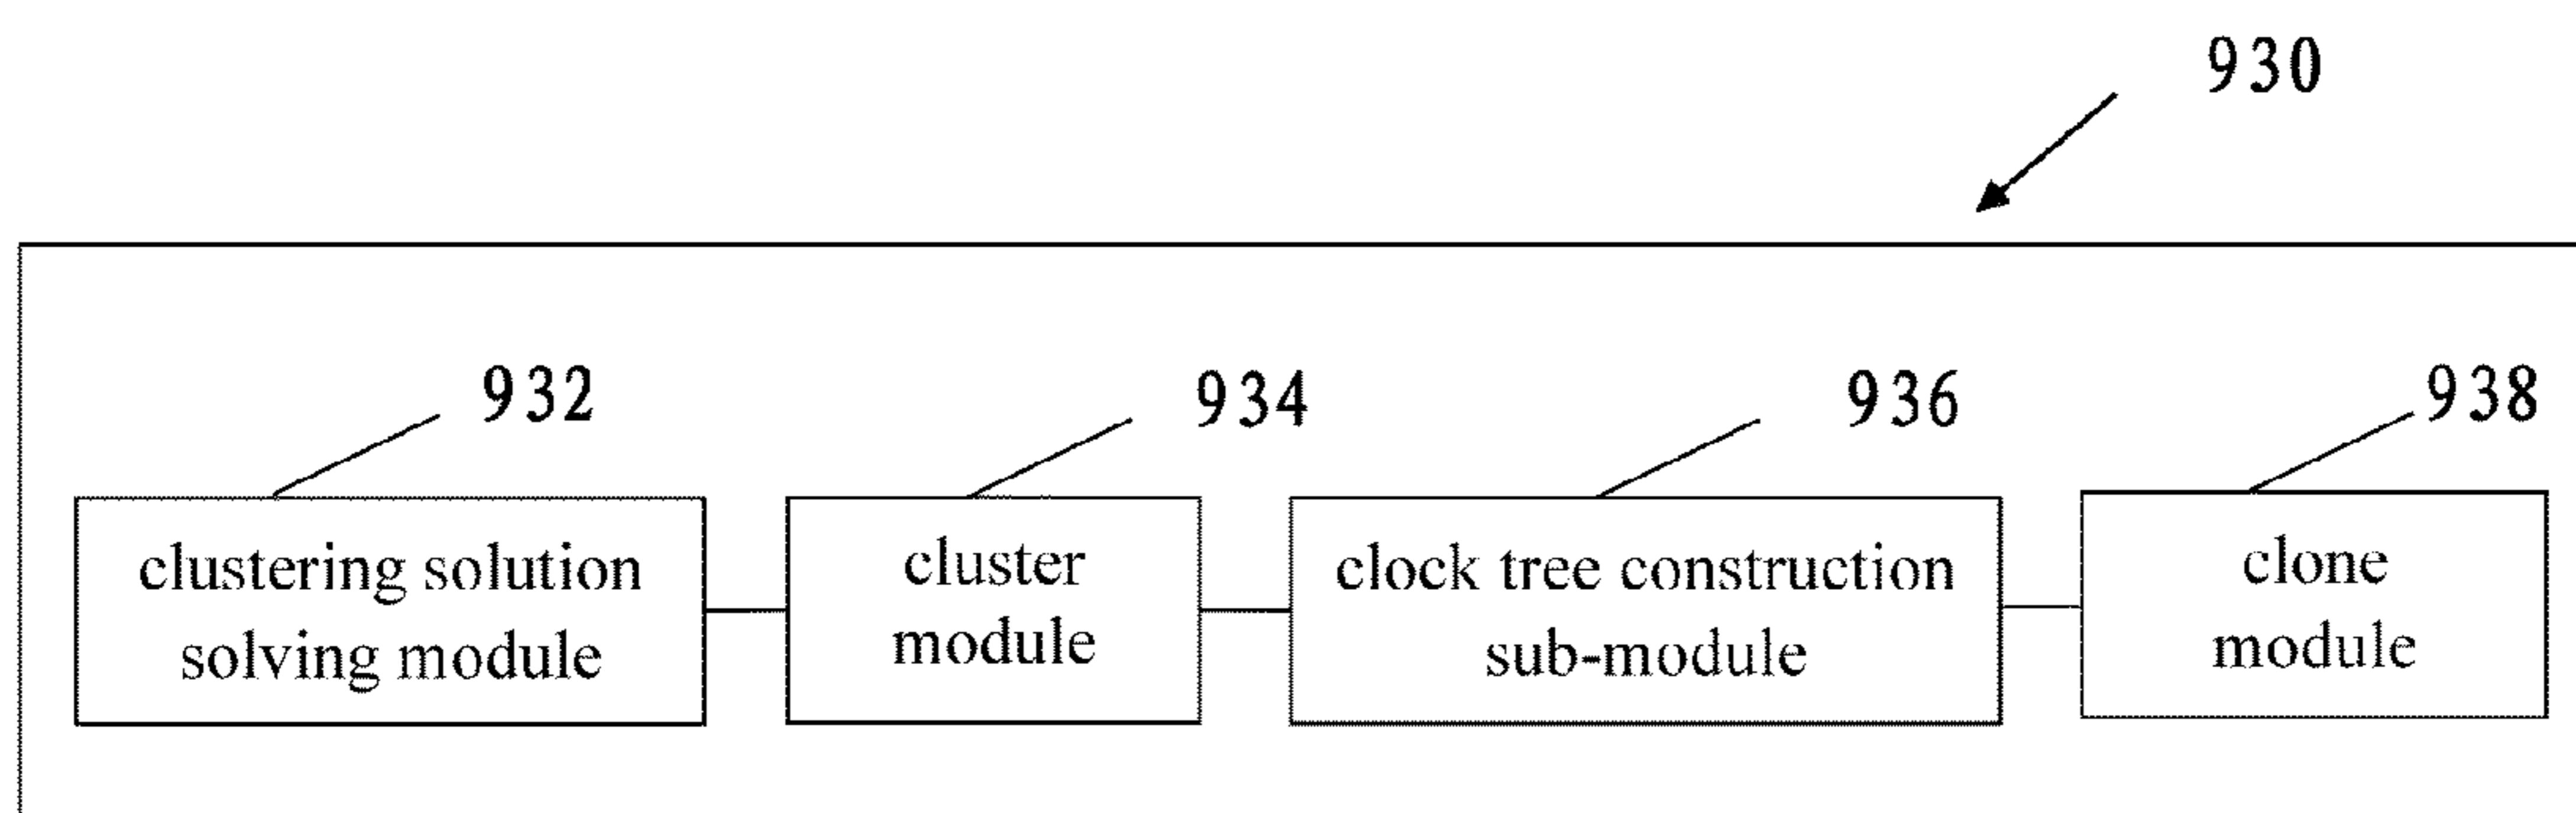 930
932
934
936
938
clustering solution
solving module
cluster
module
clock tree construction
sub-module
clone
module